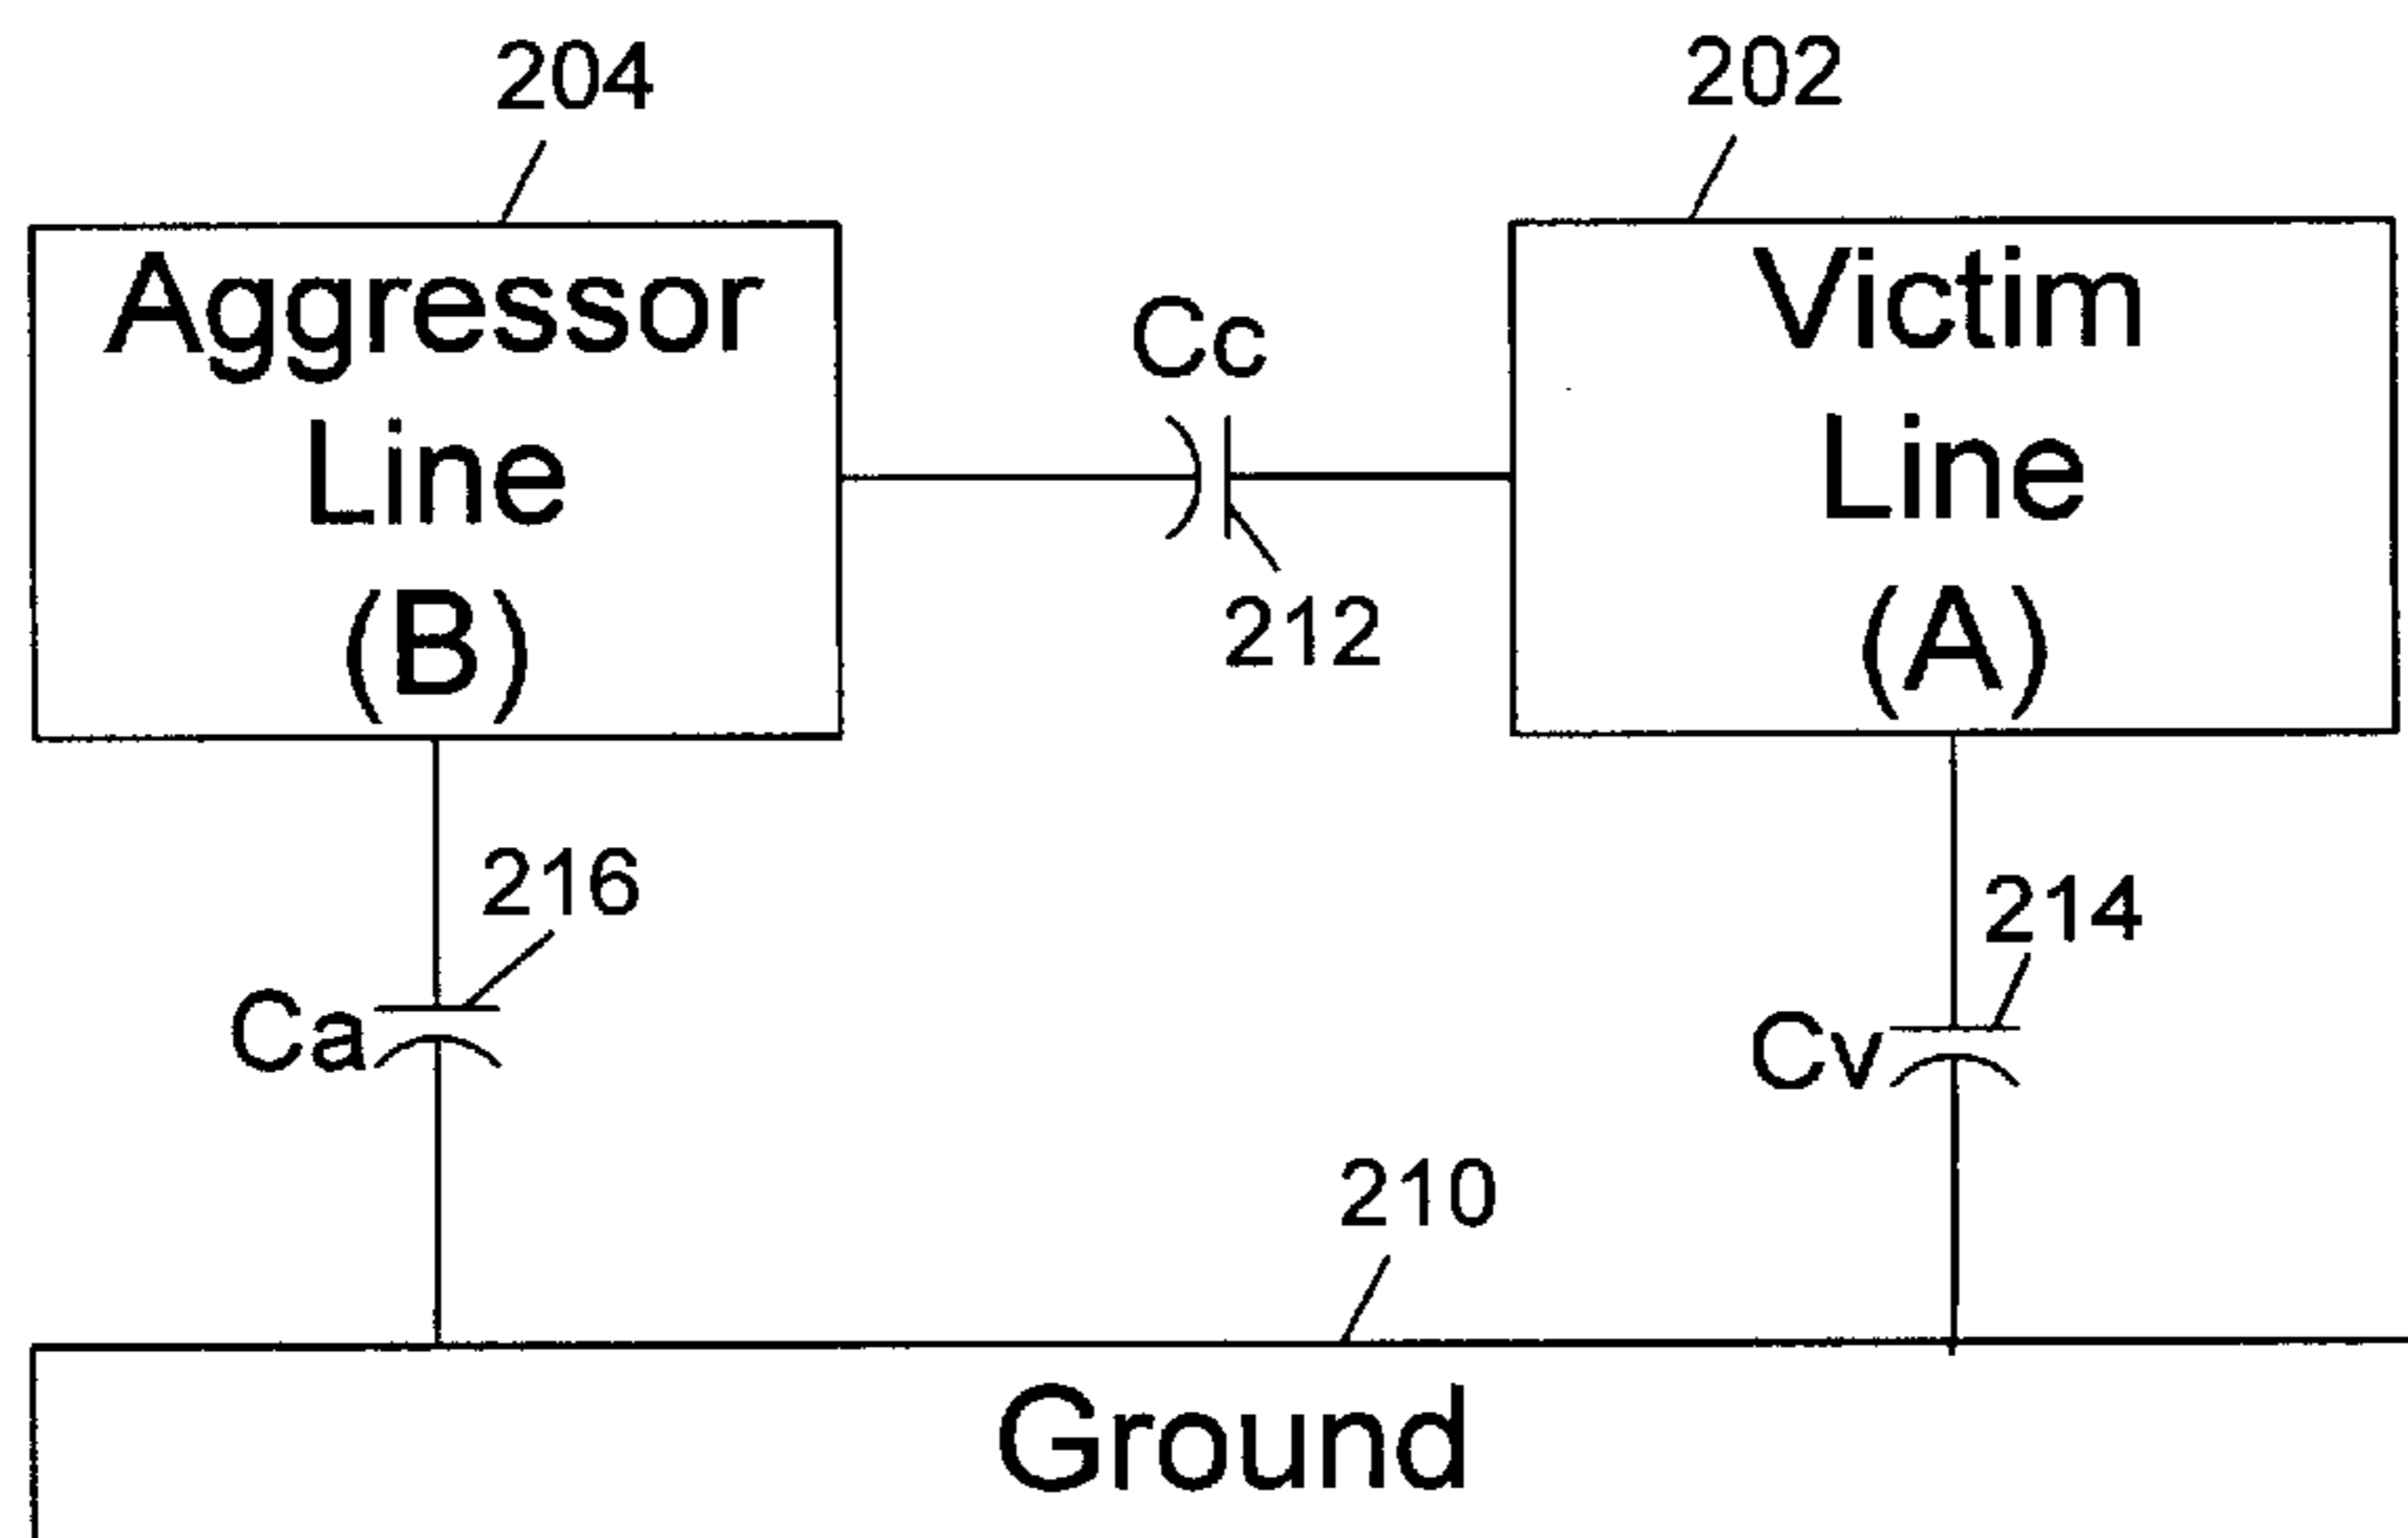 204
202
Aggressor
Line
(B)
Cc
212
Victim
Line
(A)
216
Ca
214
Cv
210
Ground